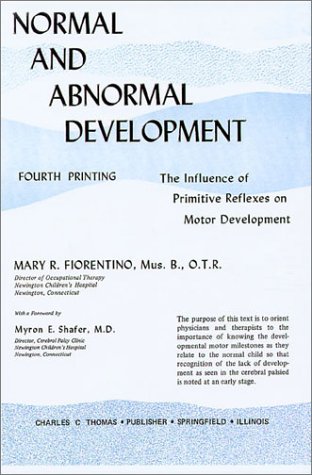 NORMAL
AND
ABNORMAL
DEVELOPMENT
FOURTH PRINTING
The Influence of
Primitive Reflexes on
Motor Development
MARY R. FIORENTINO, Mus. B., O.T.R.
Director of Occupational Therapy
Newington Children's Hospital
Newington, Connecticut
With a Foreword by
Myron E. Shafer, M.D.
Director, Cerebral Palsy Clinic
Newington Children's Hospital
Newington, Connecticut
The purpose of this text is to orient
physicians and therapists to the
importance of knowing the devel-
opmental motor milestones as they
relate to the normal child so that
recognition of the lack of develop-
ment as seen in the cerebral palsied
is noted at an early stage.
CHARLES C THOMAS • PUBLISHER • SPRINGFIELD • ILLINOIS